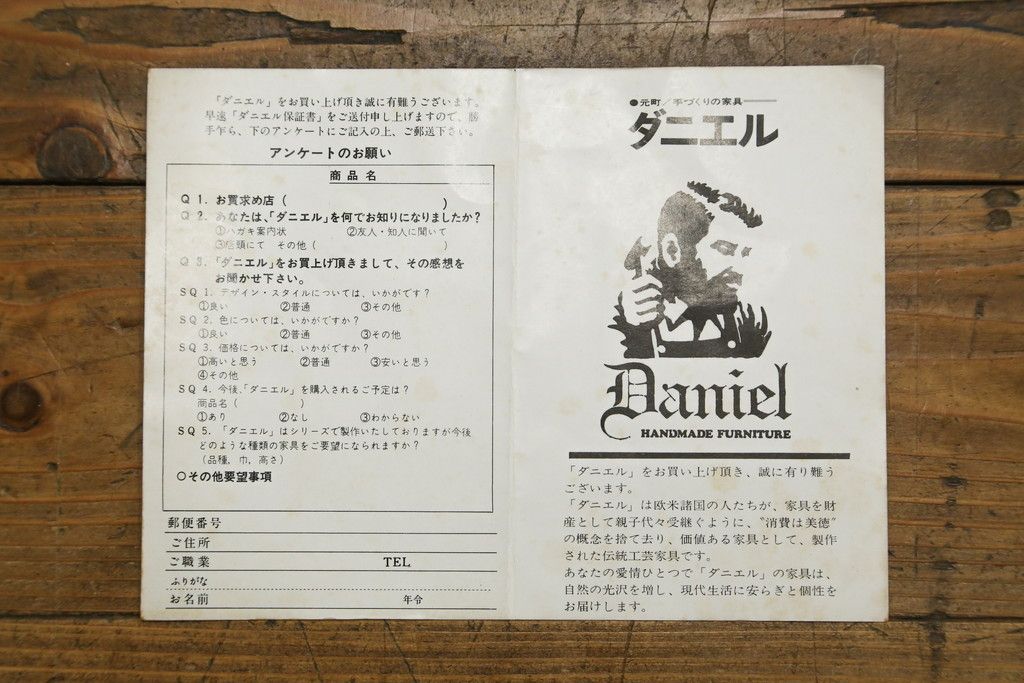 「ダニエル」をお買い上げ頂き誠に有難うございます。
早速「ダニエル保証書」をご送付申し上げますので、勝
手乍ら、下のアンケートにご記入の上、ご郵送下さい。
アンケートのお願い
商品名
Q 1. お買求め店 ( )
Q 2. あなたは、「ダニエル」を何でお知りになりましたか?
①ハガキ案内状 ②友人・知人に聞いて
③店頭にて その他 ( )
Q 3. 「ダニエル」をお買上げ頂きまして、その感想を
お聞かせ下さい。
SQ 1. デザイン・スタイルについては、いかがです?
①良い ②普通 ③その他
SQ 2. 色については、いかがですか?
①良い ②普通 ③その他
SQ 3. 価格については、いかがですか?
①高いと思う ②普通 ③安いと思う
④その他
SQ 4. 今後、「ダニエル」を購入されるご予定は?
商品名 ( )
①あり ②なし ③わからない
SQ 5. 「ダニエル」はシリーズで製作いたしておりますが今後
どのような種類の家具をご要望になられますか?
(品種, 巾, 高さ)
○その他要望事項
郵便番号
ご住所
ご職業 TEL
ふりがな
お名前 年令
●元町/手づくりの家具
ダニエル
Daniel
HANDMADE FURNITURE
「ダニエル」をお買い上げ頂き、誠に有り難う
ございます。
「ダニエル」は欧米諸国の人たちが、家具を財
産として親子代々受継ぐように、〝消費は美徳〟
の概念を捨て去り、価値ある家具として、製作
された伝統工芸家具です。
あなたの愛情ひとつで「ダニエル」の家具は、
自然の光沢を増し、現代生活に安らぎと個性を
お届けします。